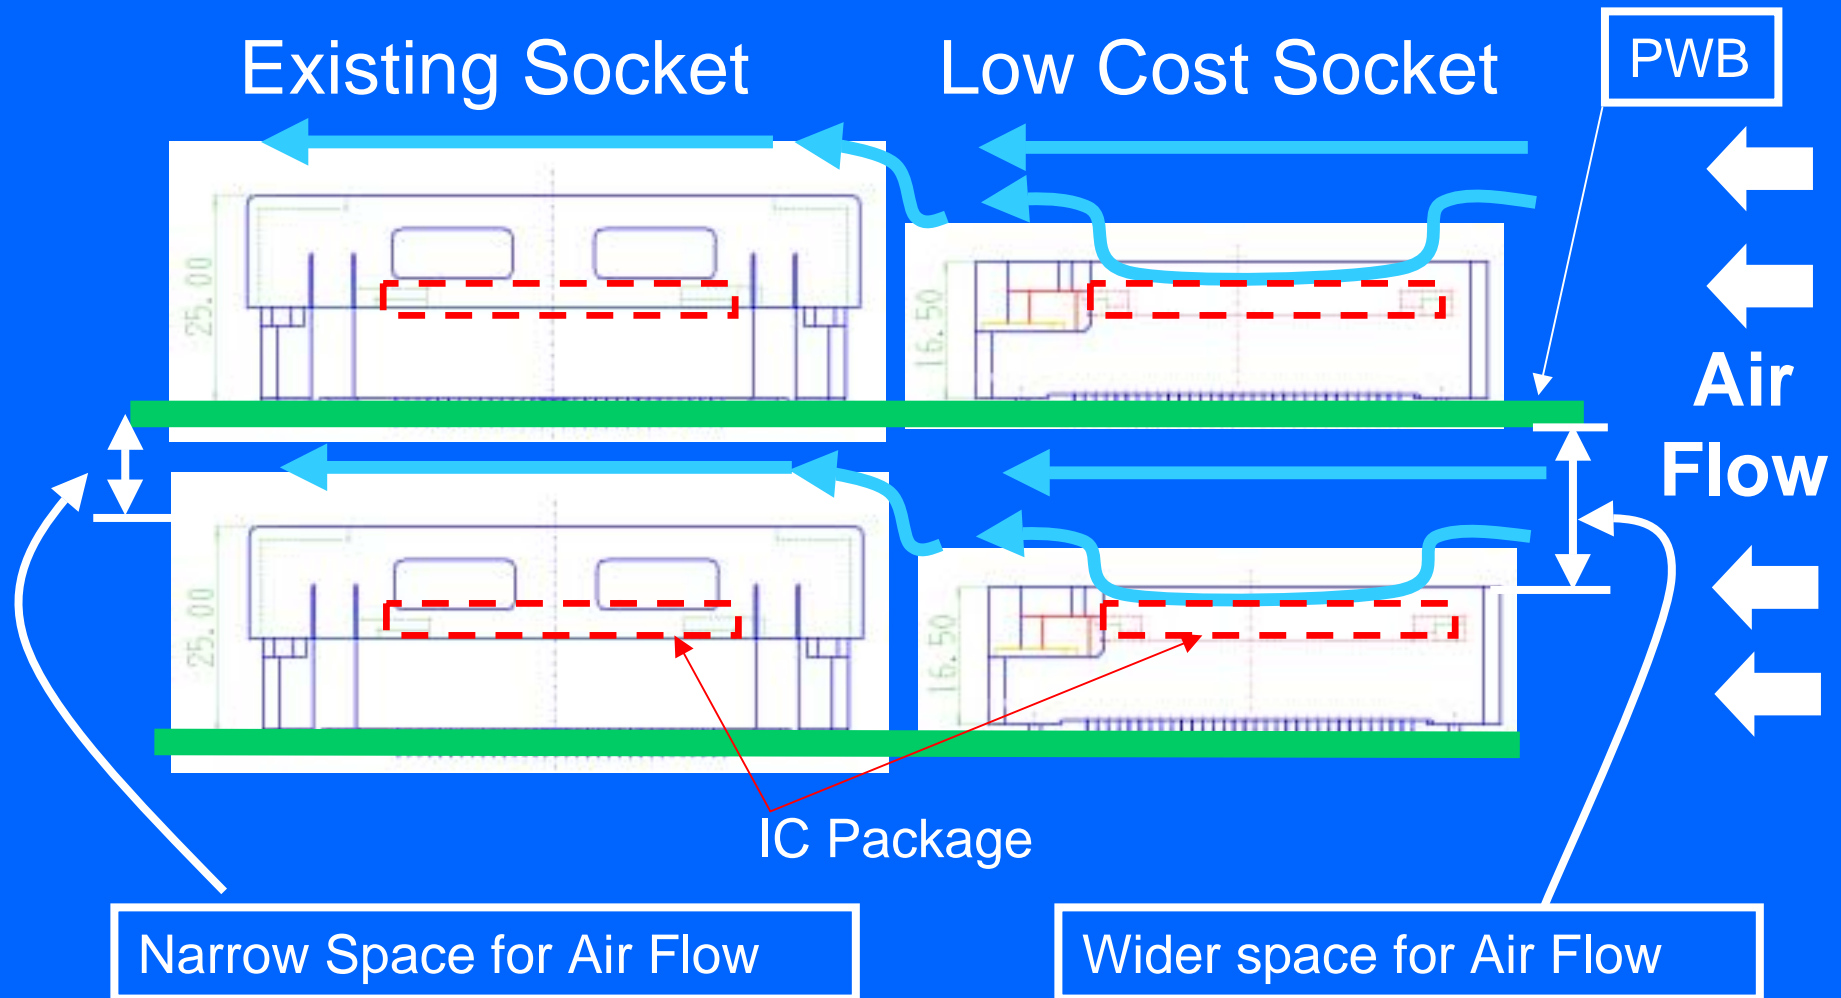 Existing Socket
Low Cost Socket
PWB
25.00
16.50
Air
Flow
25.00
16.50
IC Package
Narrow Space for Air Flow
Wider space for Air Flow